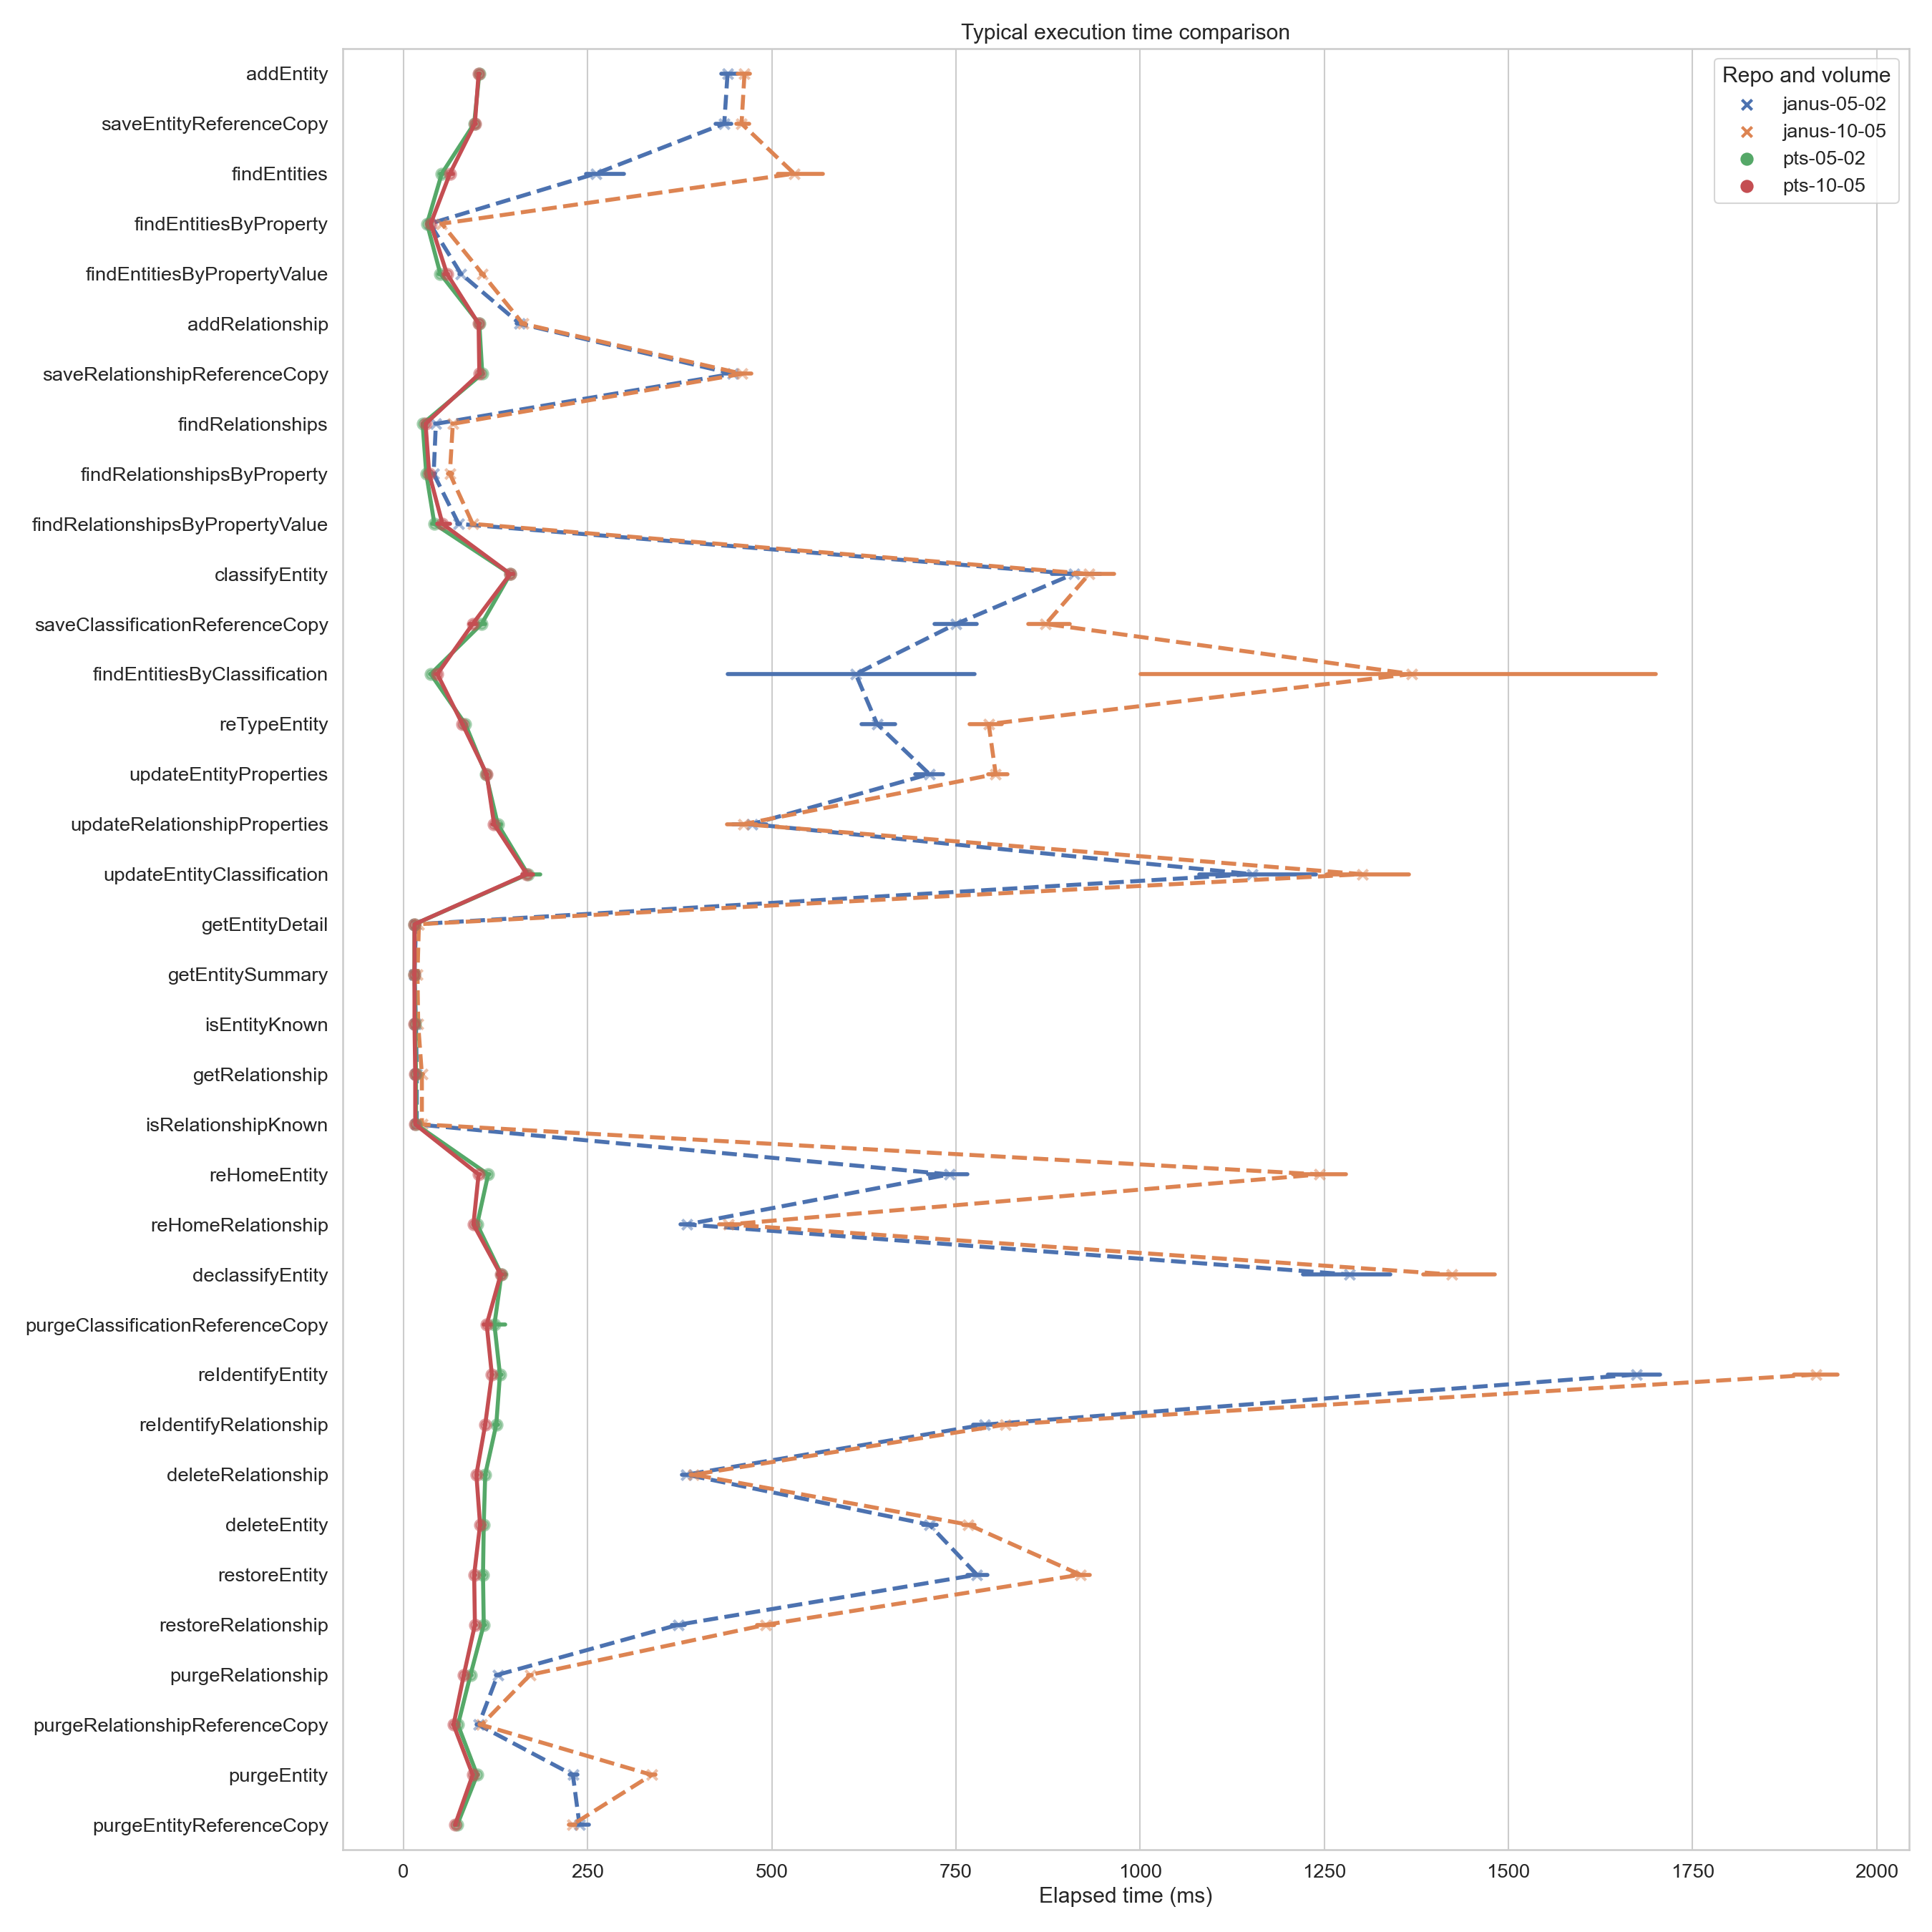 Typical execution time comparison
Repo and volume
janus-05-02
janus-10-05
pts-05-02
pts-10-05
addEntity
saveEntityReferenceCopy
findEntities
findEntitiesByProperty
findEntitiesByPropertyValue
addRelationship
saveRelationshipReferenceCopy
findRelationships
findRelationshipsByProperty
findRelationshipsByPropertyValue
classifyEntity
saveClassificationReferenceCopy
findEntitiesByClassification
reTypeEntity
updateEntityProperties
updateRelationshipProperties
updateEntityClassification
getEntityDetail
getEntitySummary
isEntityKnown
getRelationship
isRelationshipKnown
reHomeEntity
reHomeRelationship
declassifyEntity
purgeClassificationReferenceCopy
reIdentifyEntity
reIdentifyRelationship
deleteRelationship
deleteEntity
restoreEntity
restoreRelationship
purgeRelationship
purgeRelationshipReferenceCopy
purgeEntity
purgeEntityReferenceCopy
0 250 500 750 1000 1250 1500 1750 2000
Elapsed time (ms)